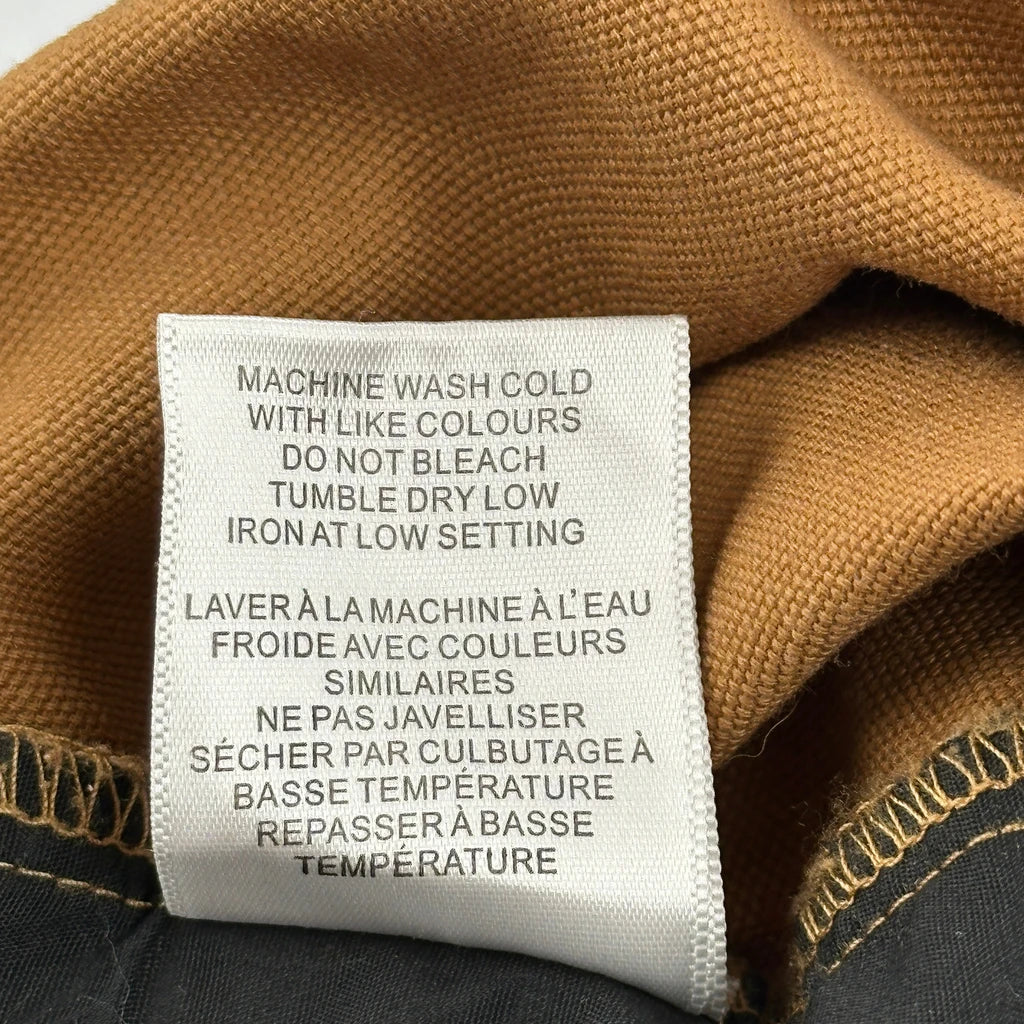 MACHINE WASH COLD
WITH LIKE COLOURS
DO NOT BLEACH
TUMBLE DRY LOW
IRON AT LOW SETTING
LAVER À LA MACHINE À L'EAU
FROIDE AVEC COULEURS
SIMILAIRES
NE PAS JAVELLISER
SÉCHER PAR CULBUTAGE À
BASSE TEMPÉRATURE
REPASSER À BASSE
TEMPÉRATURE